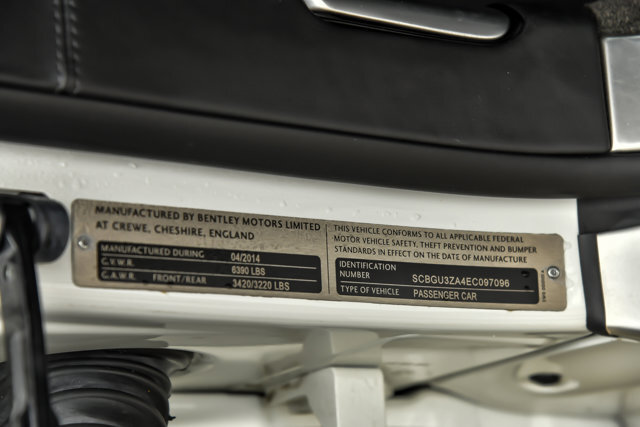 MANUFACTURED BY BENTLEY MOTORS LIMITED
AT CREWE, CHESHIRE, ENGLAND
MANUFACTURED DURING 04/2014
G.V.W.R. 6390 LBS
G.A.W.R. FRONT/REAR 3420/3220 LBS
THIS VEHICLE CONFORMS TO ALL APPLICABLE FEDERAL
MOTOR VEHICLE SAFETY, THEFT PREVENTION AND BUMPER
STANDARDS IN EFFECT ON THE DATE OF MANUFACTURE
IDENTIFICATION
NUMBER SCBGU3ZA4EC097096
TYPE OF VEHICLE PASSENGER CAR